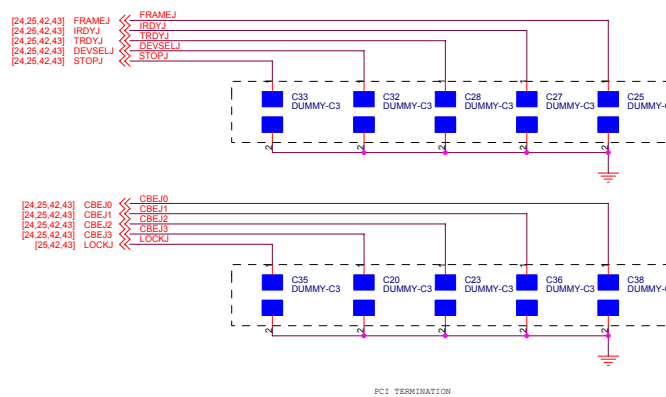 [24,25,42,43] FRAMEJ FRAMEJ
[24,25,42,43] IRDYJ IRDYJ
[24,25,42,43] TRDYJ TRDYJ
[24,25,42,43] DEVSELJ DEVSELJ
[24,25,42,43] STOPJ STOPJ
C33 C32 C28 C27 C25
DUMMY-C3 DUMMY-C3 DUMMY-C3 DUMMY-C3 DUMMY-C
2 2 2 2 2
[24,25,42,43] CBEJ0 CBEJ0
[24,25,42,43] CBEJ1 CBEJ1
[24,25,42,43] CBEJ2 CBEJ2
[24,25,42,43] CBEJ3 CBEJ3
[25,42,43] LOCKJ LOCKJ
C35 C20 C23 C36 C38
DUMMY-C3 DUMMY-C3 DUMMY-C3 DUMMY-C3 DUMMY-C
2 2 2 2 2
PCI TERMINATION